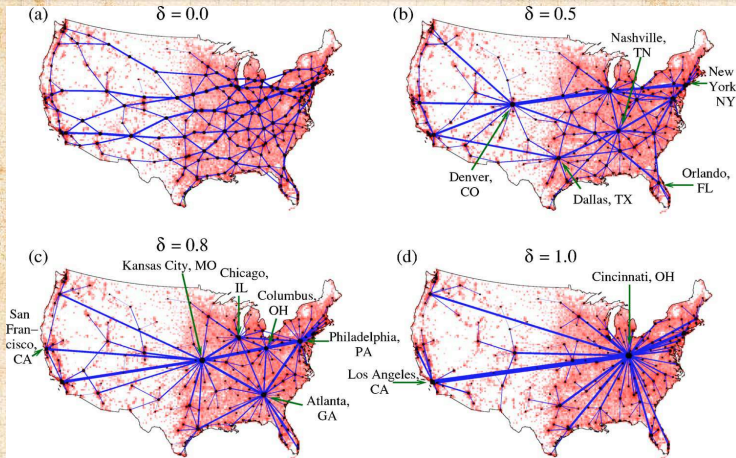 (a)
δ = 0.0
(b)
δ = 0.5
Nashville,
TN
New
York,
NY
Denver,
CO
Dallas, TX
Orlando,
FL
(c)
δ = 0.8
Kansas City, MO
Chicago,
IL
Columbus,
OH
San
Fran–
cisco,
CA
Philadelphia,
PA
Atlanta,
GA
(d)
δ = 1.0
Cincinnati, OH
Los Angeles,
CA